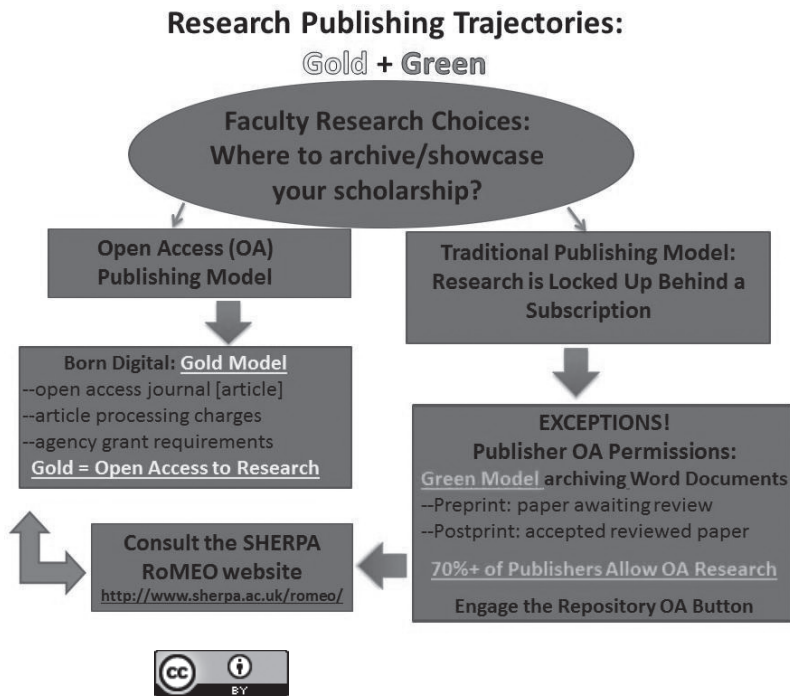 Research Publishing Trajectories:
Gold + Green
Faculty Research Choices:
Where to archive/showcase
your scholarship?
Open Access (OA)
Publishing Model
Born Digital: Gold Model
--open access journal [article]
--article processing charges
--agency grant requirements
Gold = Open Access to Research
Traditional Publishing Model:
Research is Locked Up Behind a
Subscription
EXCEPTIONS!
Publisher OA Permissions:
Green Model archiving Word Documents
--Preprint: paper awaiting review
--Postprint: accepted reviewed paper
70%+ of Publishers Allow OA Research
Engage the Repository OA Button
Consult the SHERPA
RoMEO website
http://www.sherpa.ac.uk/romeo/
cc
BY